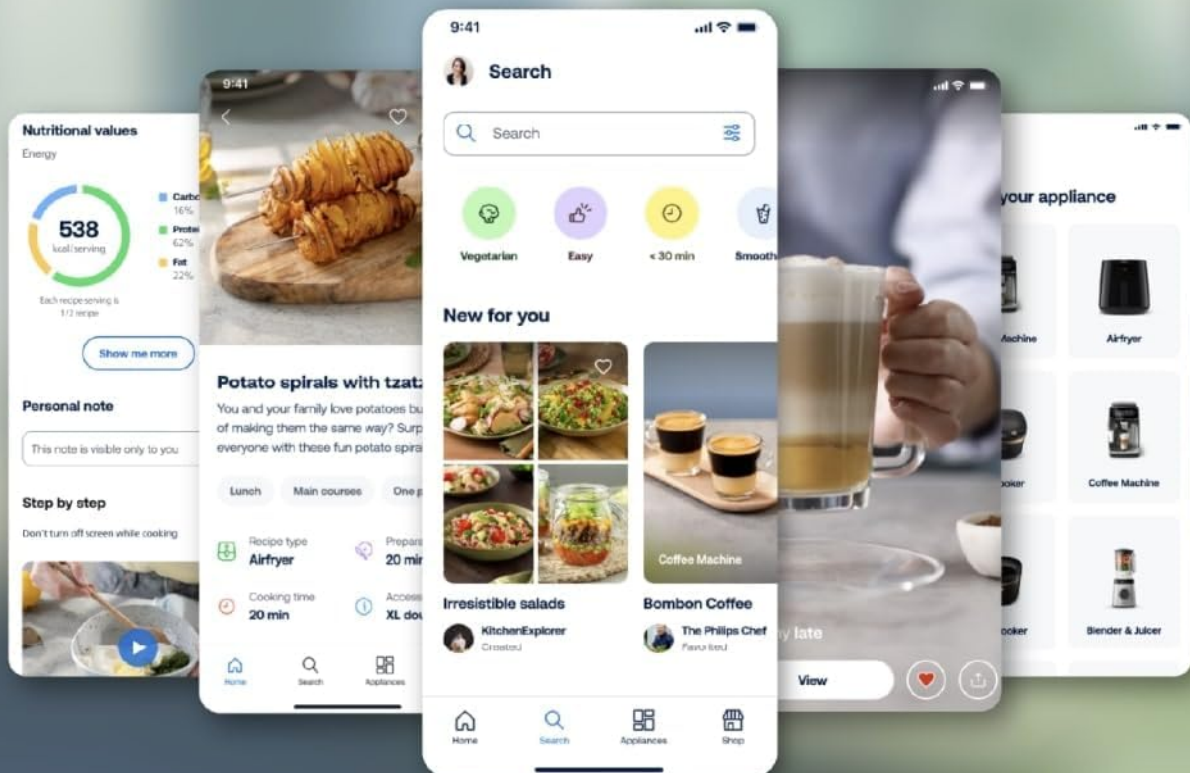 Nutritional values
Energy
538
kcal/serving
Carbo
16%
Protei
62%
Fat
22%
Each recipe serving is
1/2 recipe
Show me more
Personal note
This note is visible only to you
Step by step
Don't turn off screen while cooking
9:41
Potato spirals with tzatz
You and your family love potatoes bu
of making them the same way? Surp
everyone with these fun potato spira
Lunch
Main courses
One p
Recipe type
Airfryer
Prepara
20 min
Cooking time
20 min
Access
XL dou
Home
Search
Appliances
9:41
Search
Search
Vegetarian
Easy
< 30 min
Smooth
New for you
Coffee Machine
Irresistible salads
KitchenExplorer
Created
Bombon Coffee
The Philips Chef
Favorited
Home
Search
Appliances
Shop
late
View
your appliance
Machine
Airfryer
ooker
Coffee Machine
ooker
Blender & Juicer